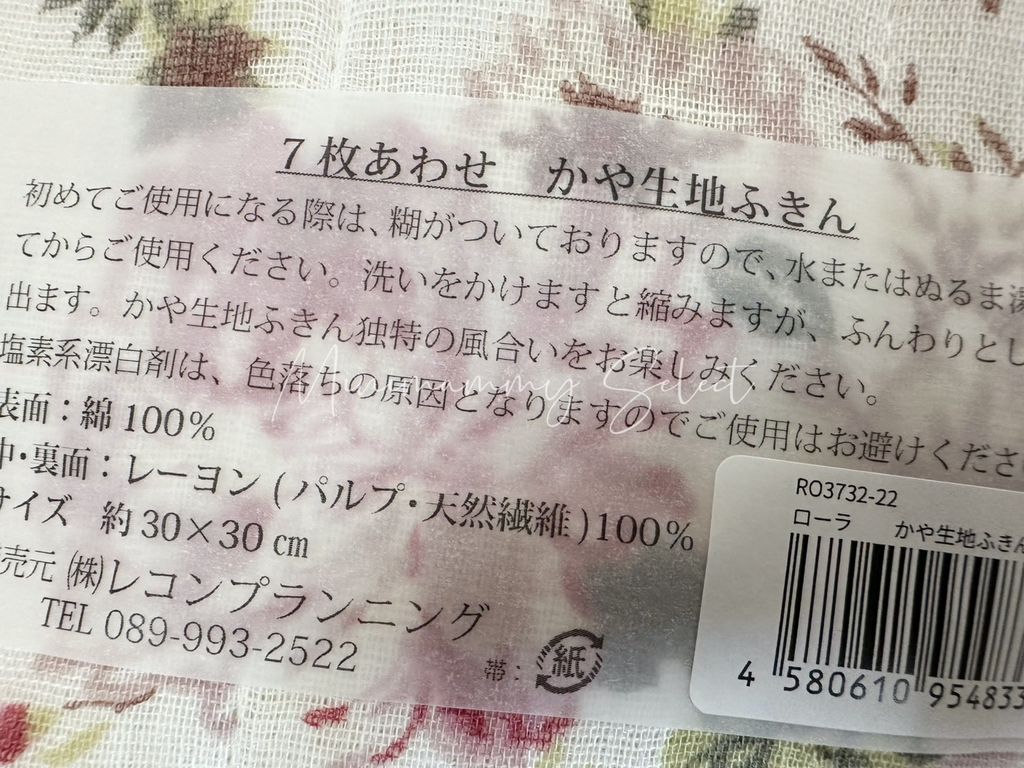 7枚あわせ かや生地ふきん
初めてご使用になる際は、糊がついておりますので、水またはぬるま湯
てからご使用ください。洗いをかけますと縮みますが、ふんわりとし
出ます。かや生地ふきん独特の風合いをお楽しみください。
塩素系漂白剤は、色落ちの原因となりますのでご使用はお避けくださ
表面：綿100%
中・裏面：レーヨン(パルプ・天然繊維)100%
サイズ 約30×30㎝
売元 ㈱レコンプランニング
TEL 089-993-2522
帯：紙
RO3732-22
ローラ かや生地ふきん
4 580610 954833
Select